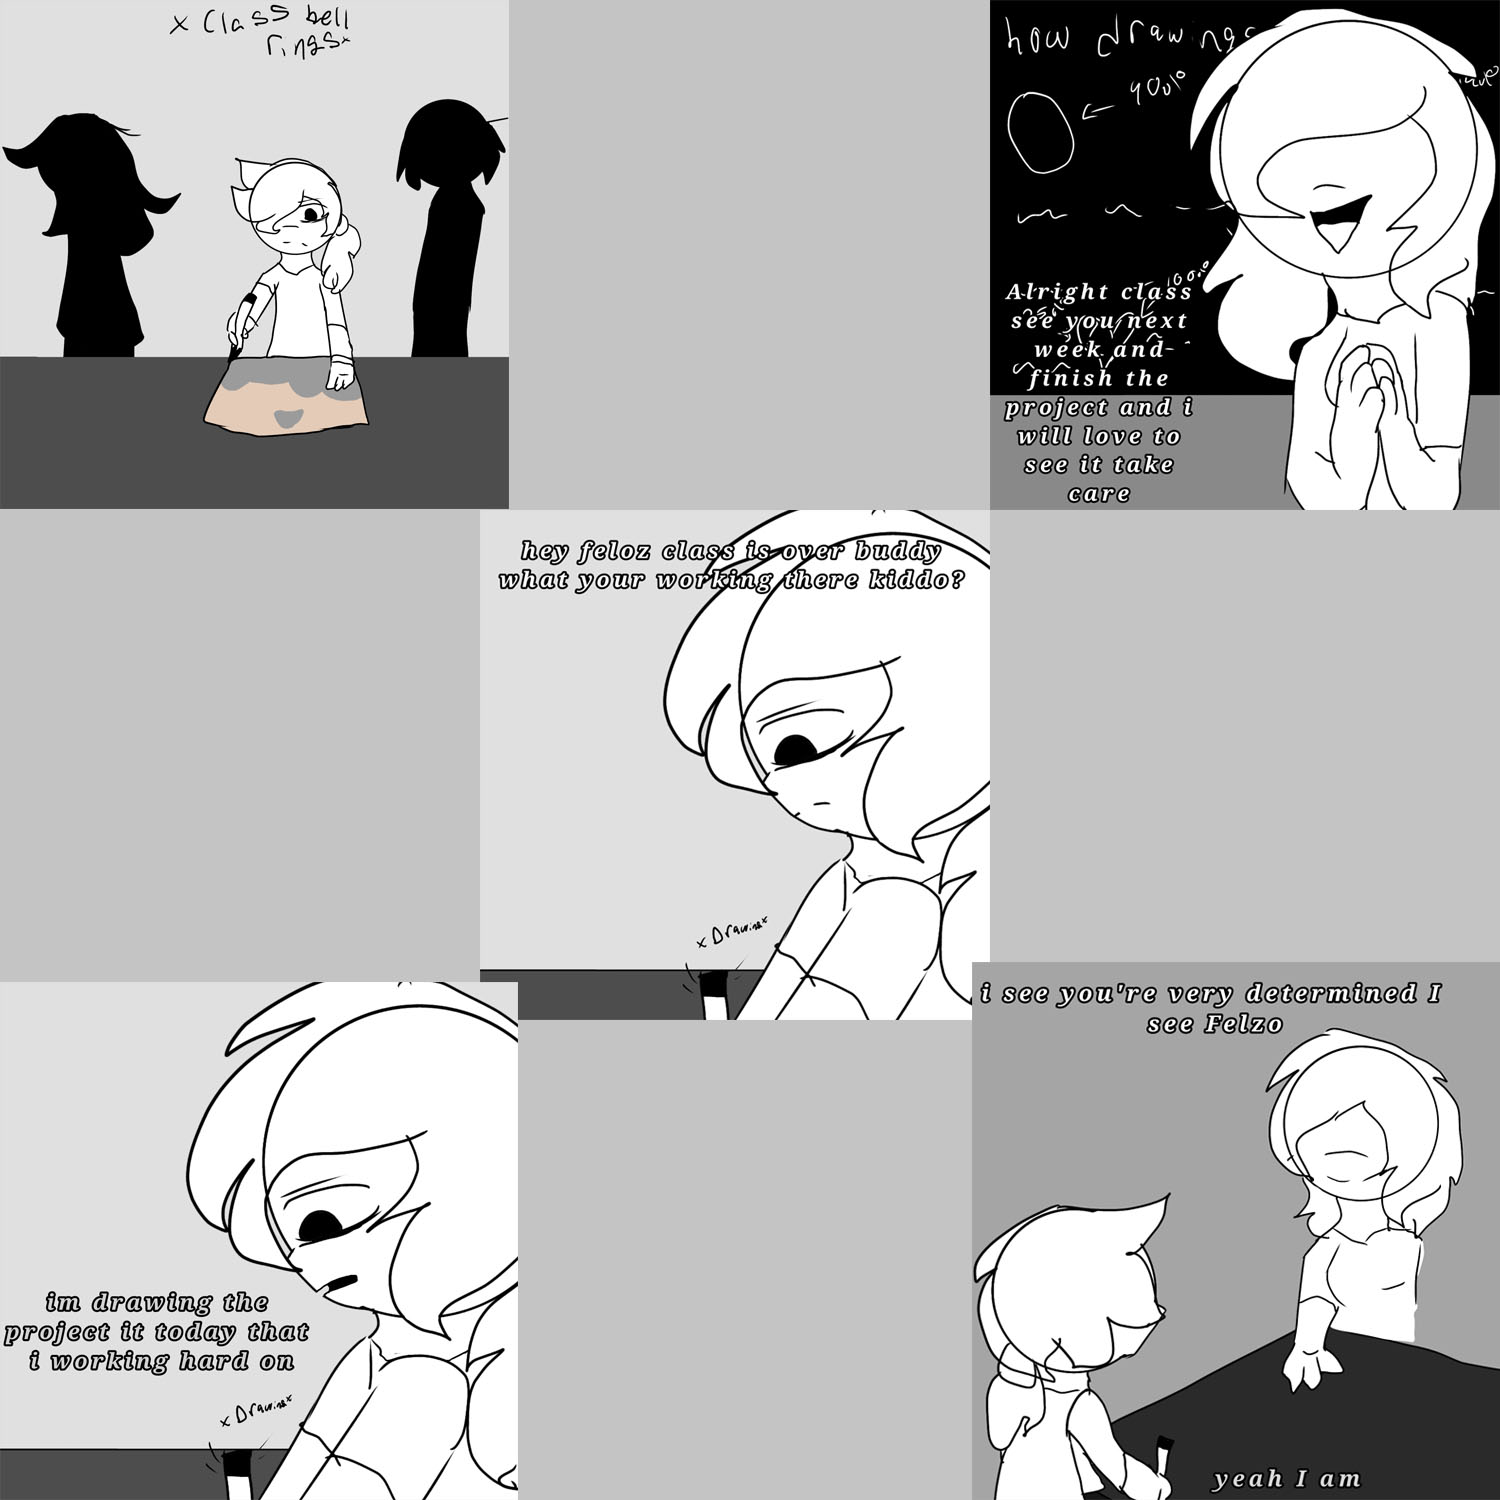 x Class bell
rings x
how drawings
Alright class
see you next
week and
finish the
project and i
will love to
see it take
care
hey feloz class is over buddy
what your working there kiddo?
x Drawing x
im drawing the
project it today that
i working hard on
x Drawing x
i see you're very determined I
see Felzo
yeah I am